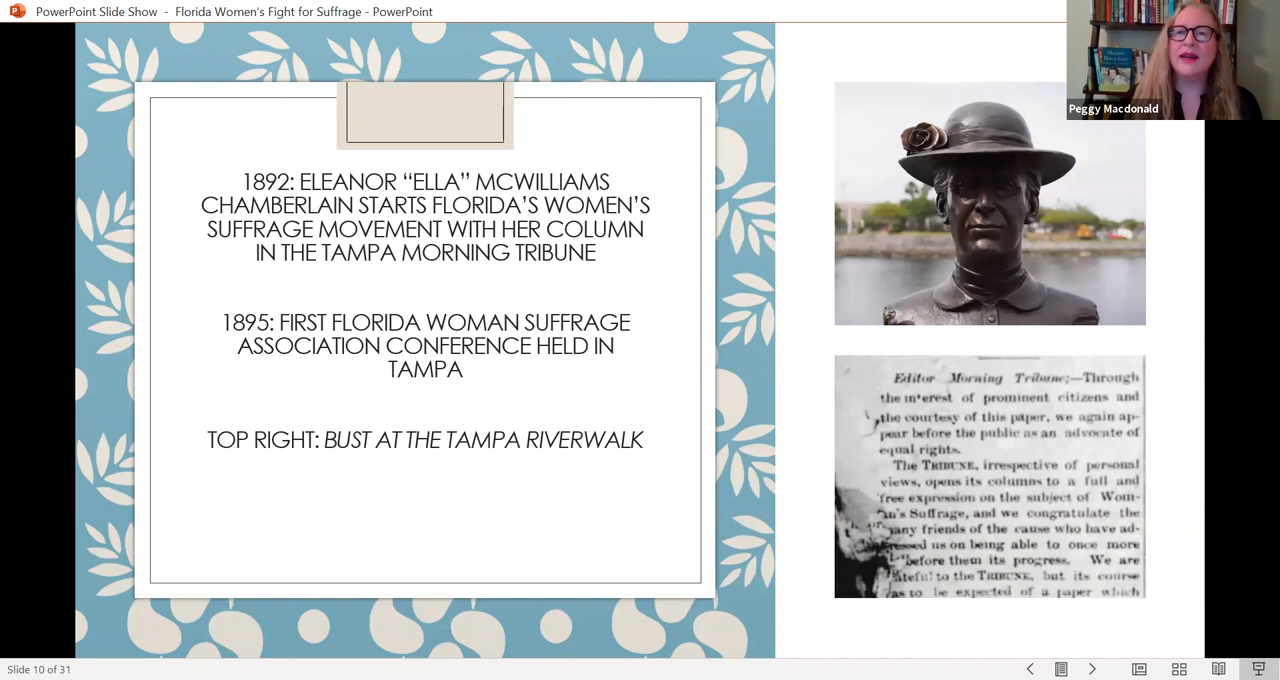 PowerPoint Slide Show - Florida Women's Fight for Suffrage - PowerPoint
Peggy Macdonald
1892: ELEANOR “ELLA” MCWILLIAMS
CHAMBERLAIN STARTS FLORIDA’S WOMEN’S
SUFFRAGE MOVEMENT WITH HER COLUMN
IN THE TAMPA MORNING TRIBUNE
1895: FIRST FLORIDA WOMAN SUFFRAGE
ASSOCIATION CONFERENCE HELD IN
TAMPA
TOP RIGHT: BUST AT THE TAMPA RIVERWALK
Editor Morning Tribune:—Through
the interest of prominent citizens and
the courtesy of this paper, we again ap-
pear before the public as an advocate of
equal rights.
The TRIBUNE, irrespective of personal
views, opens its columns to a full and
free expression on the subject of Wom-
an's Suffrage, and we congratulate the
many friends of the cause who have ad-
us on being able to once more
before them its progress. We are
to the TRIBUNE, but its course
as to be expected of a paper which
Slide 10 of 31